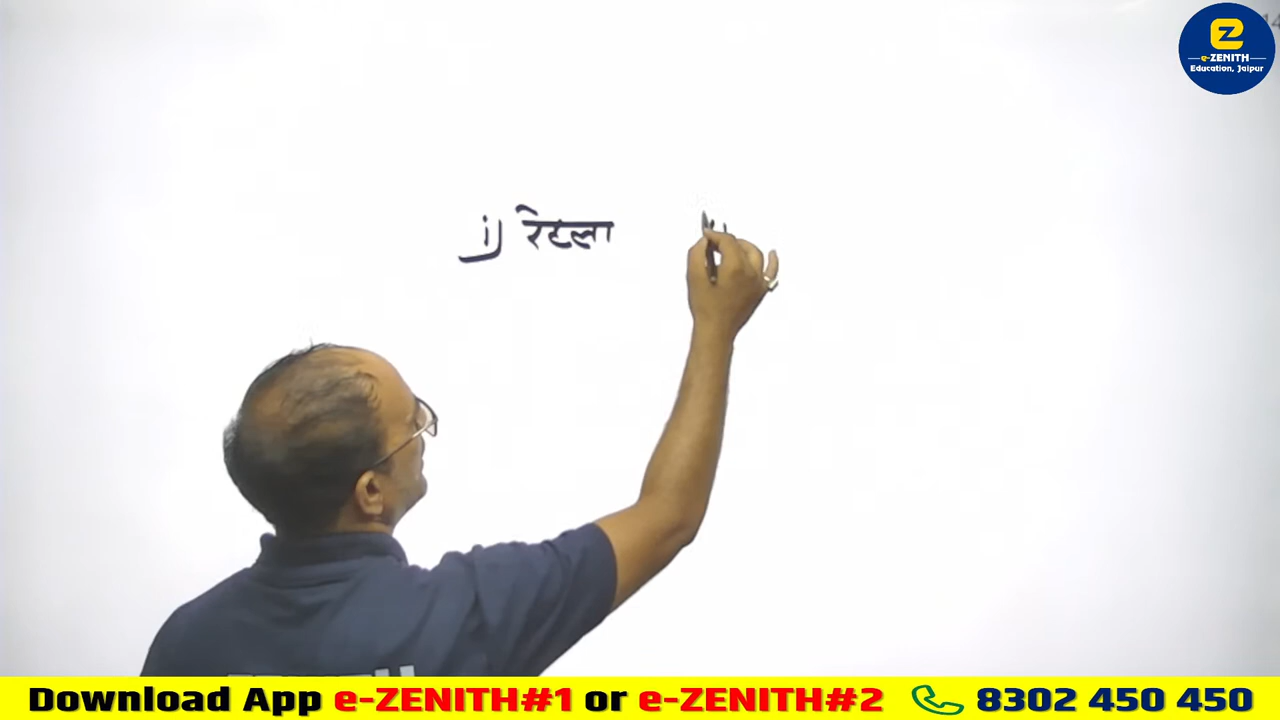 e
Z
e-ZENITH
Education, Jaipur
i) रेटला
Download App e-ZENITH#1 or e-ZENITH#2 8302 450 450